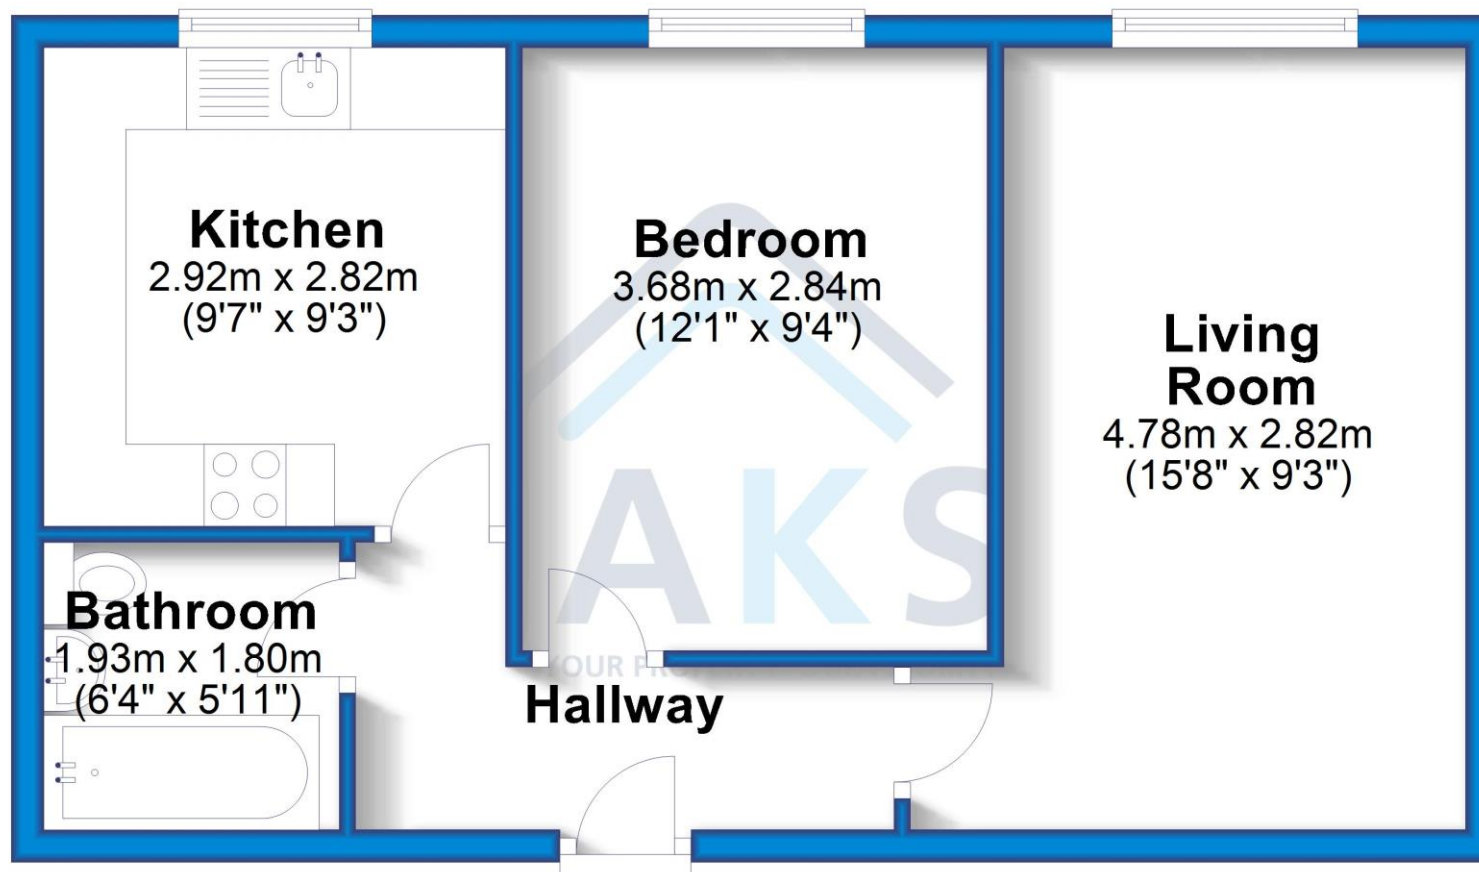 Kitchen
2.92m x 2.82m
(9'7" x 9'3")
Bedroom
3.68m x 2.84m
(12'1" x 9'4")
Living
Room
4.78m x 2.82m
(15'8" x 9'3")
Bathroom
1.93m x 1.80m
(6'4" x 5'11")
Hallway
AKS
YOUR